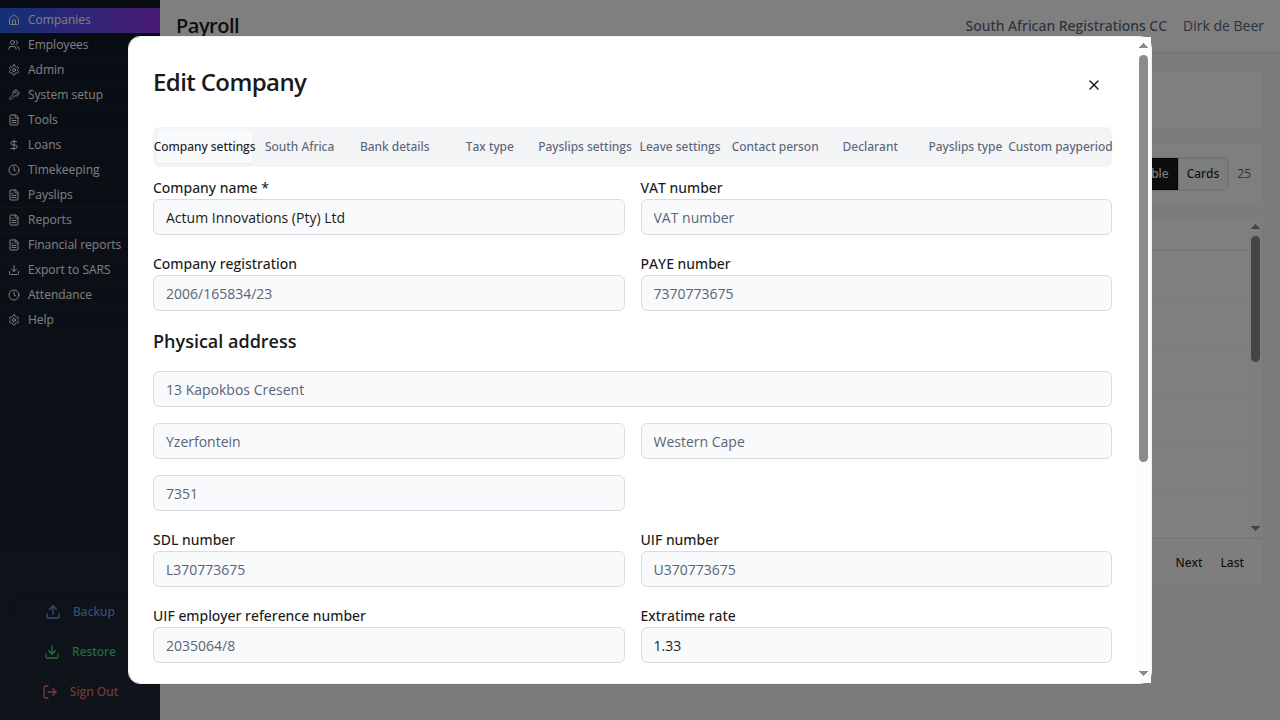 Companies
Employees
Admin
System setup
Tools
Loans
Timekeeping
Payslips
Reports
Financial reports
Export to SARS
Attendance
Help
Backup
Restore
Sign Out
Payroll
South African Registrations CC Dirk de Beer
Edit Company
Company settings South Africa Bank details Tax type Payslips settings Leave settings Contact person Declarant Payslips type Custom payperiod
Company name * VAT number
Actum Innovations (Pty) Ltd VAT number
Company registration PAYE number
2006/165834/23 7370773675
Physical address
13 Kapokbos Cresent
Yzerfontein Western Cape
7351
SDL number UIF number
L370773675 U370773675
UIF employer reference number Extratime rate
2035064/8 1.33
ble Cards 25
Next Last